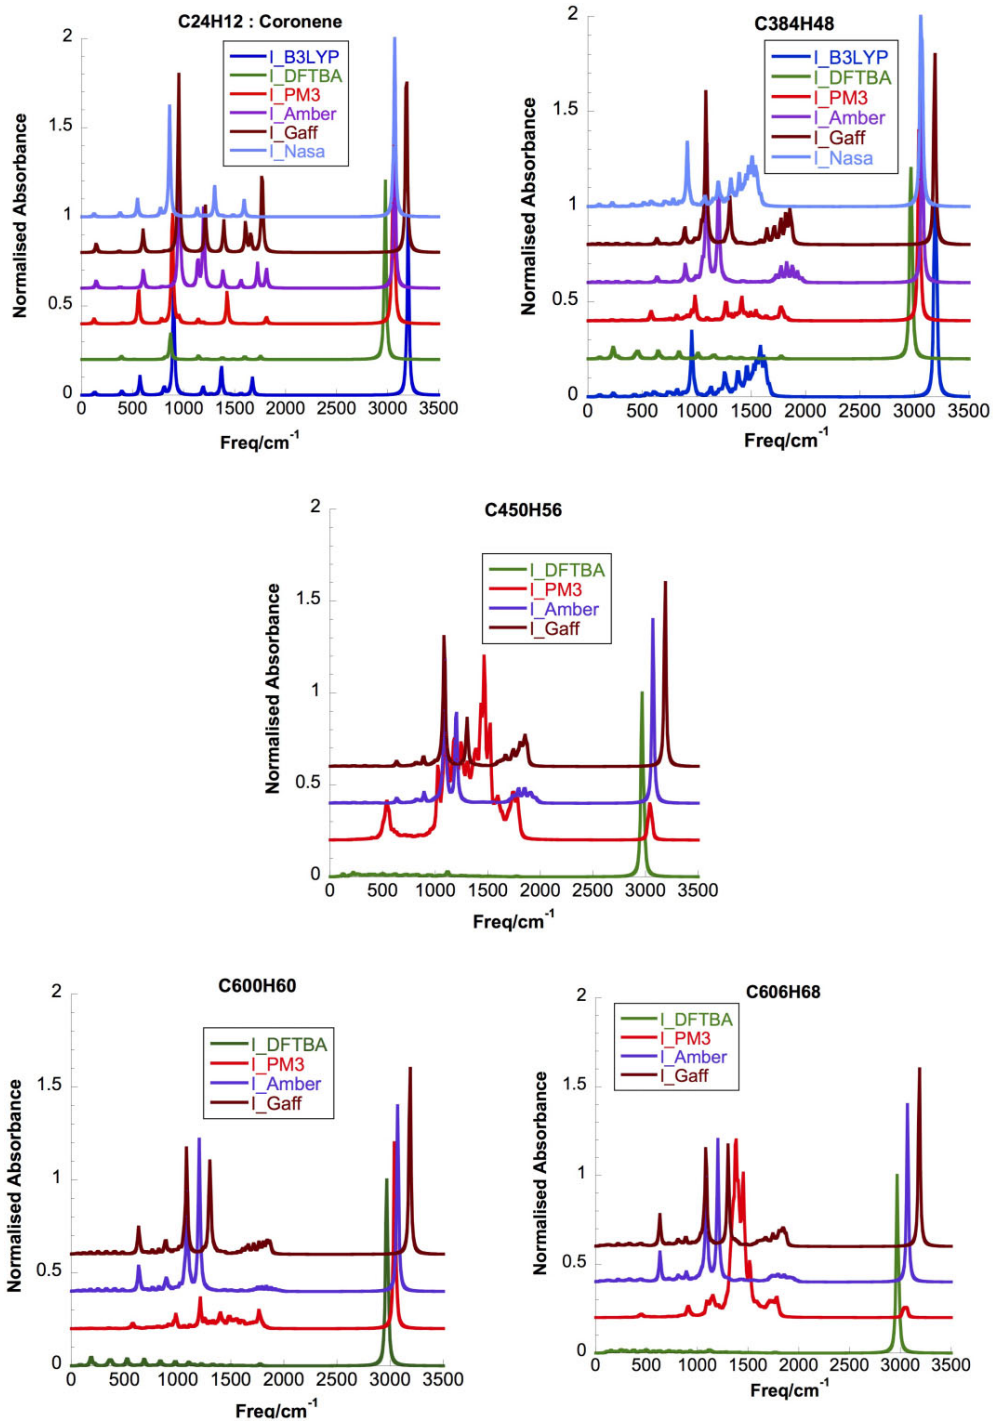 C24H12 : Coronene
2
1.5
1
0.5
0
Normalised Absorbance
I_B3LYP
I_DFTBA
I_PM3
I_Amber
I_Gaff
I_Nasa
0 500 1000 1500 2000 2500 3000 3500
Freq/cm-1
C384H48
2
1.5
1
0.5
0
Normalised Absorbance
I_B3LYP
I_DFTBA
I_PM3
I_Amber
I_Gaff
I_Nasa
0 500 1000 1500 2000 2500 3000 3500
Freq/cm-1
C450H56
2
1.5
1
0.5
0
Normalised Absorbance
I_DFTBA
I_PM3
I_Amber
I_Gaff
0 500 1000 1500 2000 2500 3000 3500
Freq/cm-1
C600H60
2
1.5
1
0.5
0
Normalised Absorbance
I_DFTBA
I_PM3
I_Amber
I_Gaff
0 500 1000 1500 2000 2500 3000 3500
Freq/cm-1
C606H68
2
1.5
1
0.5
0
Normalised Absorbance
I_DFTBA
I_PM3
I_Amber
I_Gaff
0 500 1000 1500 2000 2500 3000 3500
Freq/cm-1